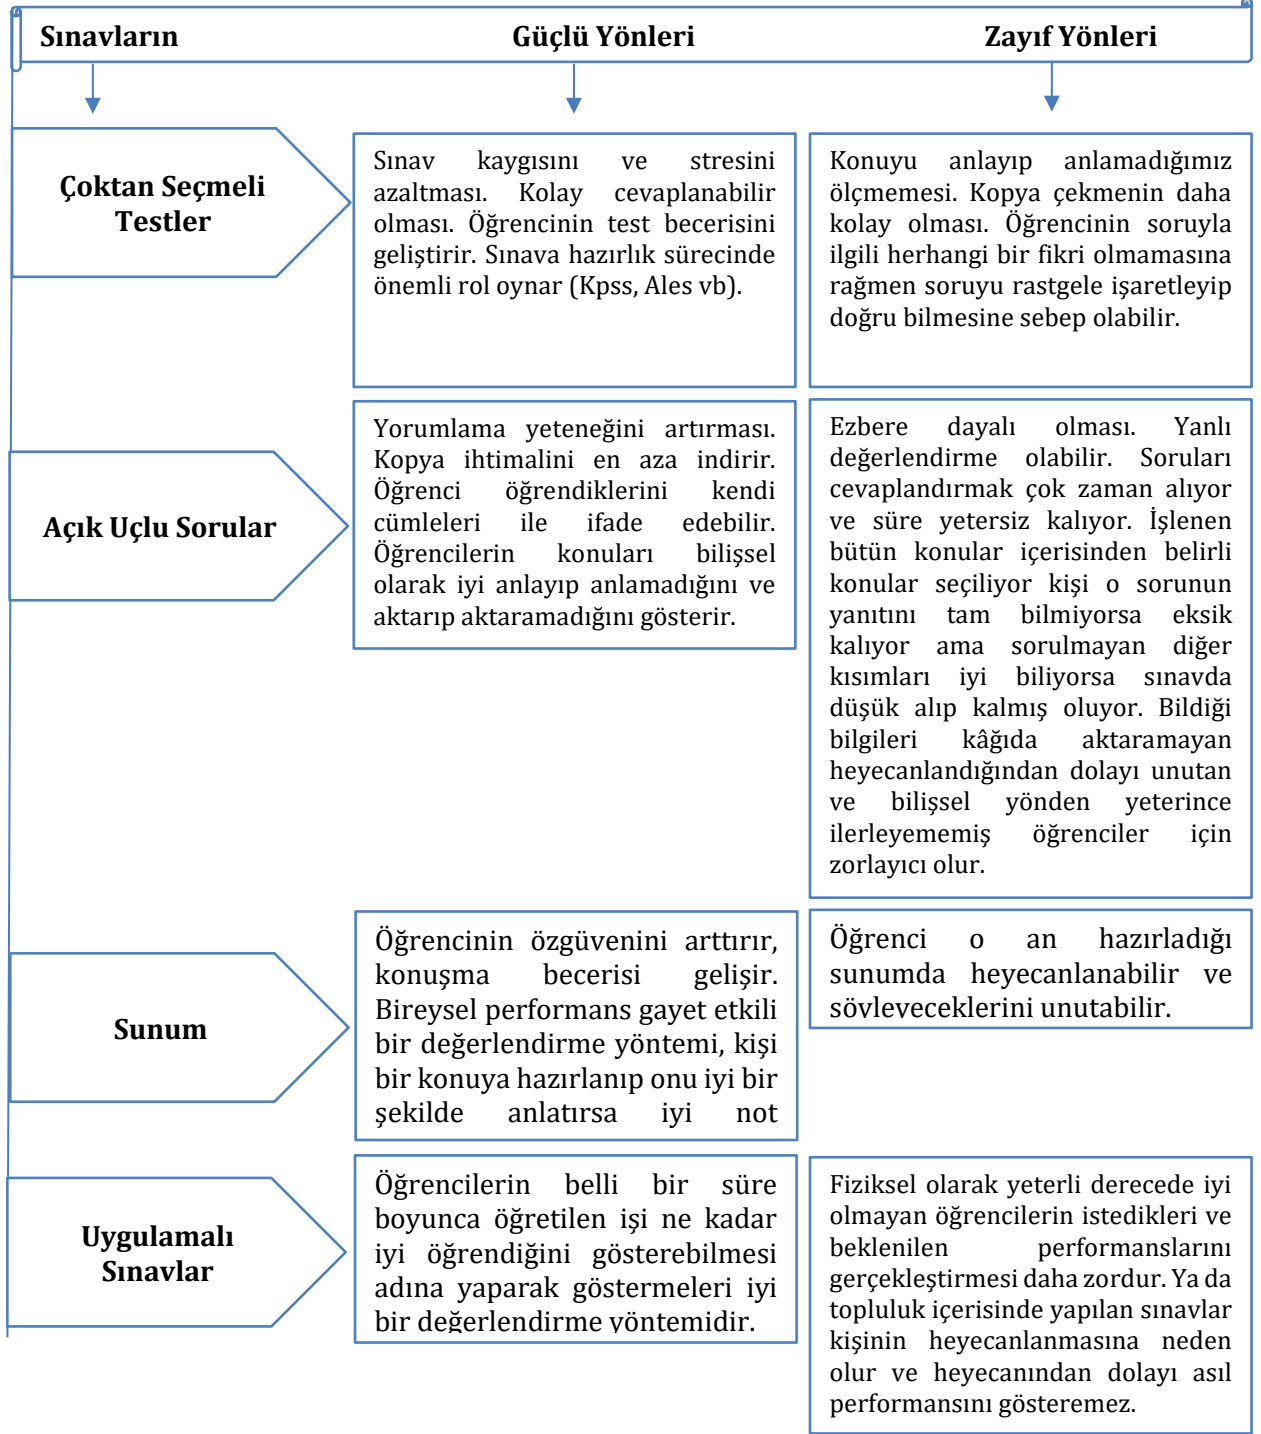 Sınavların Güçlü Yönleri Zayıf Yönleri
Çoktan Seçmeli
Testler
Sınav kaygısını ve stresini
azaltması. Kolay cevaplanabilir
olması. Öğrencinin test becerisini
geliştirir. Sınava hazırlık sürecinde
önemli rol oynar (Kpss, Ales vb).
Konuyu anlayıp anlamadığımız
ölçmemesi. Kopya çekmenin daha
kolay olması. Öğrencinin soruyla
ilgili herhangi bir fikri olmamasına
rağmen soruyu rastgele işaretleyip
doğru bilmesine sebep olabilir.
Açık Uçlu Sorular
Yorumlama yeteneğini artırması.
Kopya ihtimalini en aza indirir.
Öğrenci öğrendiklerini kendi
cümleleri ile ifade edebilir.
Öğrencilerin konuları bilişsel
olarak iyi anlayıp anlamadığını ve
aktarıp aktaramadığını gösterir.
Ezbere dayalı olması. Yanlı
değerlendirme olabilir. Soruları
cevaplandırmak çok zaman alıyor
ve süre yetersiz kalıyor. İşlenen
bütün konular içerisinden belirli
konular seçiliyor kişi o sorunun
yanıtını tam bilmiyorsa eksik
kalıyor ama sorulmayan diğer
kısımları iyi biliyorsa sınavda
düşük alıp kalmış oluyor. Bildiği
bilgileri kâğıda aktaramayan
heyecanlandığından dolayı unutan
ve bilişsel yönden yeterince
ilerleyememiş öğrenciler için
zorlayıcı olur.
Sunum
Öğrencinin özgüvenini arttırır,
konuşma becerisi gelişir.
Bireysel performans gayet etkili
bir değerlendirme yöntemi, kişi
bir konuya hazırlanıp onu iyi bir
şekilde anlatırsa iyi not
Öğrenci o an hazırladığı
sunumda heyecanlanabilir ve
söyleyeceklerini unutabilir.
Uygulamalı
Sınavlar
Öğrencilerin belli bir süre
boyunca öğretilen işi ne kadar
iyi öğrendiğini gösterebilmesi
adına yaparak göstermeleri iyi
bir değerlendirme yöntemidir.
Fiziksel olarak yeterli derecede iyi
olmayan öğrencilerin istedikleri ve
beklenilen performanslarını
gerçekleştirmesi daha zordur. Ya da
topluluk içerisinde yapılan sınavlar
kişinin heyecanlanmasına neden
olur ve heyecanından dolayı asıl
performansını gösteremez.